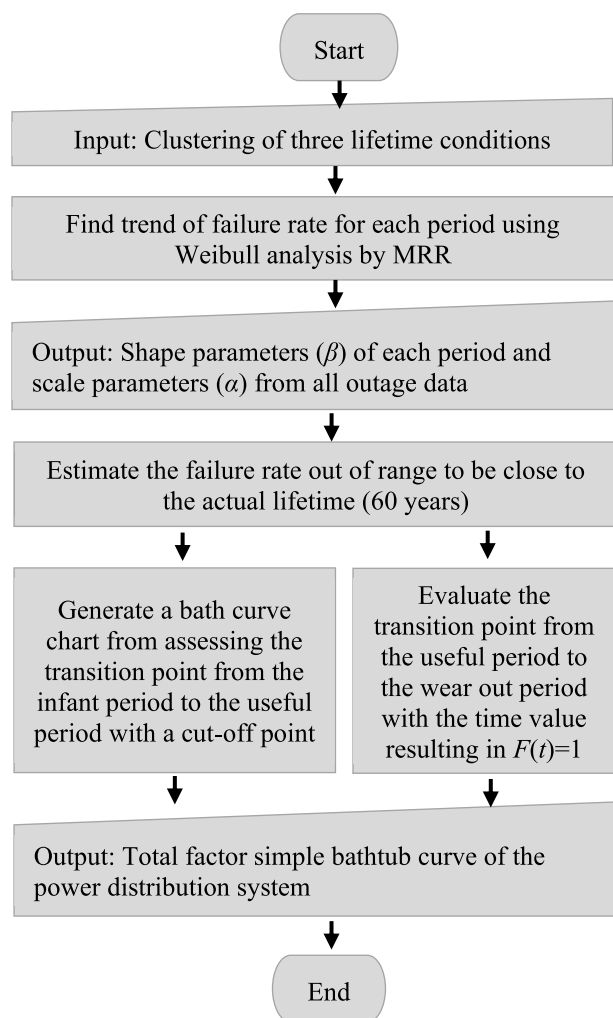 Start
Input: Clustering of three lifetime conditions
Find trend of failure rate for each period using
Weibull analysis by MRR
Output: Shape parameters (β) of each period and
scale parameters (α) from all outage data
Estimate the failure rate out of range to be close to
the actual lifetime (60 years)
Generate a bath curve
chart from assessing the
transition point from the
infant period to the useful
period with a cut-off point
Evaluate the
transition point from
the useful period to
the wear out period
with the time value
resulting in F(t)=1
Output: Total factor simple bathtub curve of the
power distribution system
End